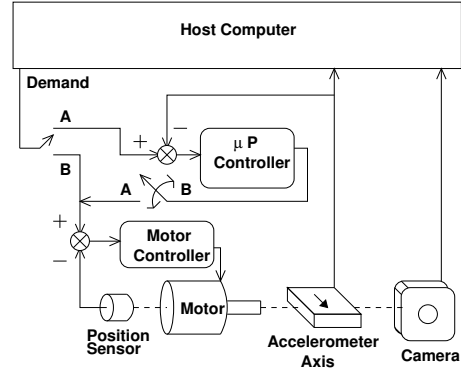 Host Computer
Demand
A
B
+
−
μ P
Controller
A
B
+
−
Motor
Controller
Motor
Position
Sensor
Accelerometer
Axis
Camera